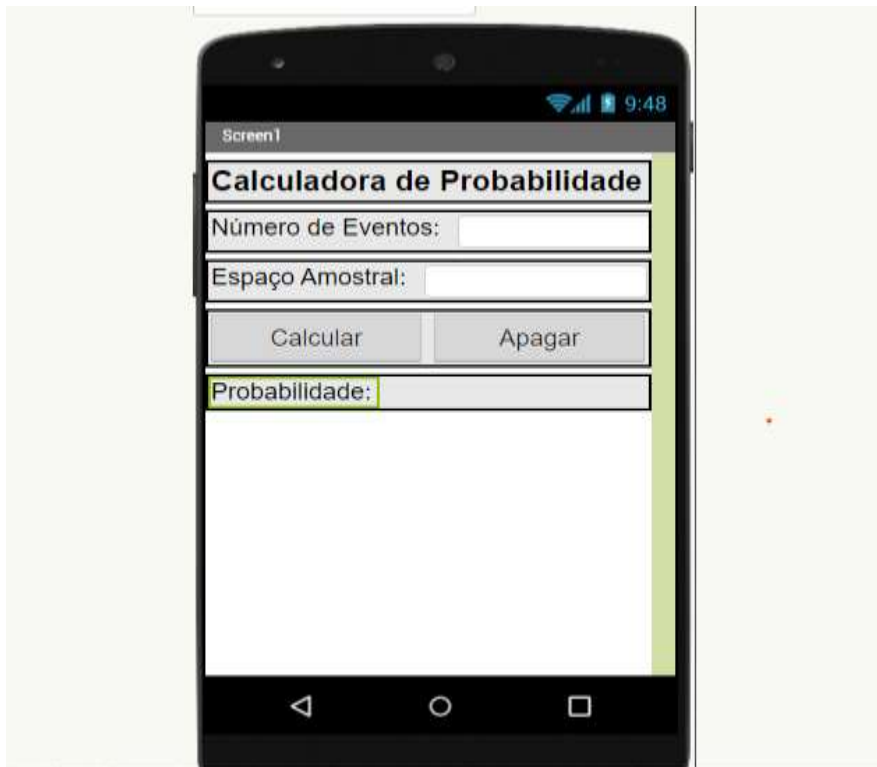 9:48
Screen1
Calculadora de Probabilidade
Número de Eventos:
Espaço Amostral:
Calcular Apagar
Probabilidade: